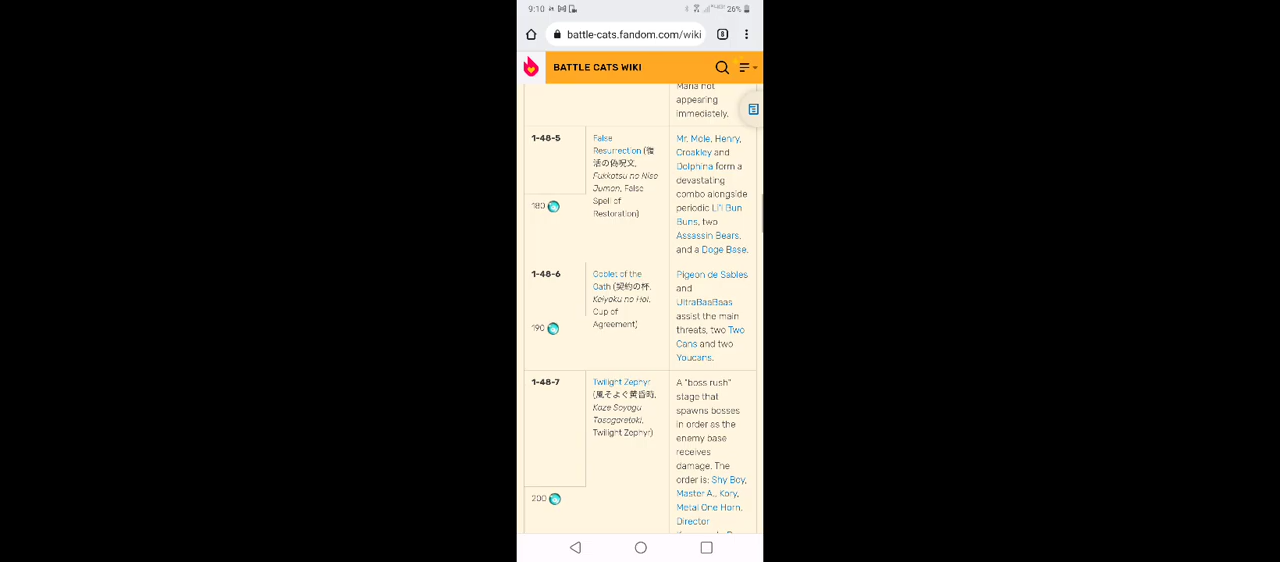 9:10
26%
battle-cats.fandom.com/wiki
8
BATTLE CATS WIKI
Maria not
appearing
immediately.
1-48-5
180
False
Resurrection (復
活の偽呪文,
Fukkatsu no Nise
Jumon, False
Spell of
Restoration)
Mr. Mole, Henry,
Croakley and
Dolphina form a
devastating
combo alongside
periodic Li'l Bun
Buns, two
Assassin Bears,
and a Doge Base.
1-48-6
190
Goblet of the
Oath (契約の杯,
Keiyaku no Hai,
Cup of
Agreement)
Pigeon de Sables
and
UltraBaaBaas
assist the main
threats, two Two
Cans and two
Youcans.
1-48-7
200
Twilight Zephyr
(風そよぐ黄昏時,
Kaze Soyogu
Tasogaretoki,
Twilight Zephyr)
A "boss rush"
stage that
spawns bosses
in order as the
enemy base
receives
damage. The
order is: Shy Boy,
Master A., Kory,
Metal One Horn,
Director